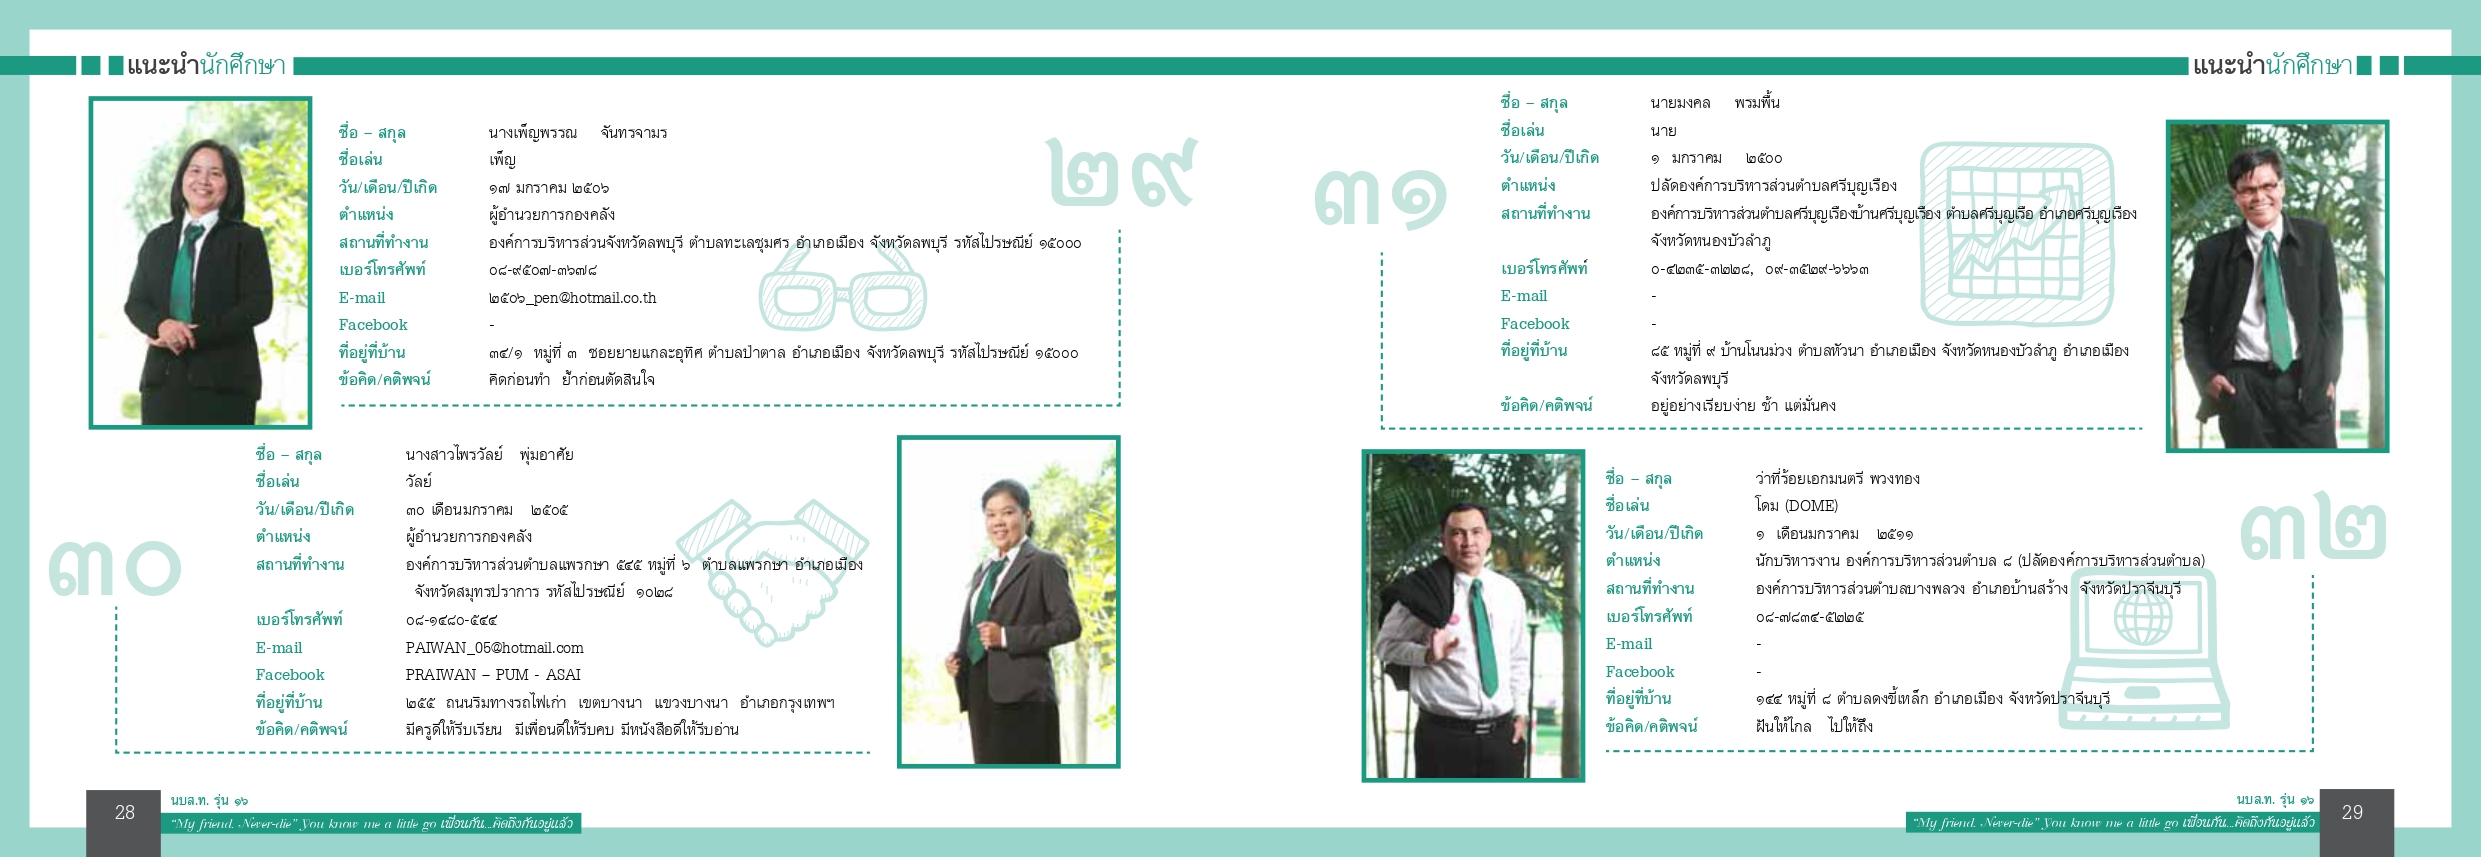 แนะนำนักศึกษา
๒๙
ชื่อ – สกุล นางเพ็ญพรรณ จันทรจามร
ชื่อเล่น เพ็ญ
วัน/เดือน/ปีเกิด ๑๗ มกราคม ๒๕๐๖
ตำแหน่ง ผู้อำนวยการกองคลัง
สถานที่ทำงาน องค์การบริหารส่วนจังหวัดลพบุรี ตำบลทะเลชุมศร อำเภอเมือง จังหวัดลพบุรี รหัสไปรษณีย์ ๑๕๐๐๐
เบอร์โทรศัพท์ ๐๘-๙๕๐๗-๓๖๗๘
E-mail ๒๕๐๖_pen@hotmail.co.th
Facebook -
ที่อยู่ที่บ้าน ๓๔/๑ หมู่ที่ ๓ ซอยยายแกละอุทิศ ตำบลป่าตาล อำเภอเมือง จังหวัดลพบุรี รหัสไปรษณีย์ ๑๕๐๐๐
ข้อคิด/คติพจน์ คิดก่อนทำ ย้ำก่อนตัดสินใจ
๓๐
ชื่อ – สกุล นางสาวไพรวัลย์ พุ่มอาศัย
ชื่อเล่น วัลย์
วัน/เดือน/ปีเกิด ๓๐ เดือนมกราคม ๒๕๐๕
ตำแหน่ง ผู้อำนวยการกองคลัง
สถานที่ทำงาน องค์การบริหารส่วนตำบลแพรกษา ๕๔๕ หมู่ที่ ๖ ตำบลแพรกษา อำเภอเมือง
จังหวัดสมุทรปราการ รหัสไปรษณีย์ ๑๐๒๘
เบอร์โทรศัพท์ ๐๘-๑๔๘๐-๕๔๔
E-mail PAIWAN_05@hotmail.com
Facebook PRAIWAN – PUM - ASAI
ที่อยู่ที่บ้าน ๒๕๕ ถนนริมทางรถไฟเก่า เขตบางนา แขวงบางนา อำเภอกรุงเทพฯ
ข้อคิด/คติพจน์ มีครูดีให้รีบเรียน มีเพื่อนดีให้รีบคบ มีหนังสือดีให้รีบอ่าน
28
นบส.ท. รุ่น ๑๖
“My friend. Never-die” You know me a little go เพื่อนกัน...คิดถึงกันอยู่แล้ว
แนะนำนักศึกษา
๓๑
ชื่อ – สกุล นายมงคล พรมพื้น
ชื่อเล่น นาย
วัน/เดือน/ปีเกิด ๑ มกราคม ๒๕๐๐
ตำแหน่ง ปลัดองค์การบริหารส่วนตำบลศรีบุญเรือง
สถานที่ทำงาน องค์การบริหารส่วนตำบลศรีบุญเรืองบ้านศรีบุญเรือง ตำบลศรีบุญเรือ อำเภอศรีบุญเรือง
จังหวัดหนองบัวลำภู
เบอร์โทรศัพท์ ๐-๔๒๓๕-๓๒๒๘, ๐๙-๓๕๒๙-๖๖๖๓
E-mail -
Facebook -
ที่อยู่ที่บ้าน ๘๕ หมู่ที่ ๙ บ้านโนนม่วง ตำบลหัวนา อำเภอเมือง จังหวัดหนองบัวลำภู อำเภอเมือง
จังหวัดลพบุรี
ข้อคิด/คติพจน์ อยู่อย่างเรียบง่าย ช้า แต่มั่นคง
๓๒
ชื่อ – สกุล ว่าที่ร้อยเอกมนตรี พวงทอง
ชื่อเล่น โดม (DOME)
วัน/เดือน/ปีเกิด ๑ เดือนมกราคม ๒๕๑๑
ตำแหน่ง นักบริหารงาน องค์การบริหารส่วนตำบล ๘ (ปลัดองค์การบริหารส่วนตำบล)
สถานที่ทำงาน องค์การบริหารส่วนตำบลบางพลวง อำเภอบ้านสร้าง จังหวัดปราจีนบุรี
เบอร์โทรศัพท์ ๐๘-๗๘๓๔-๕๒๒๕
E-mail -
Facebook -
ที่อยู่ที่บ้าน ๑๔๔ หมู่ที่ ๘ ตำบลดงขี้เหล็ก อำเภอเมือง จังหวัดปราจีนบุรี
ข้อคิด/คติพจน์ ฝันให้ไกล ไปให้ถึง
นบส.ท. รุ่น ๑๖
“My friend. Never-die” You know me a little go เพื่อนกัน...คิดถึงกันอยู่แล้ว
29